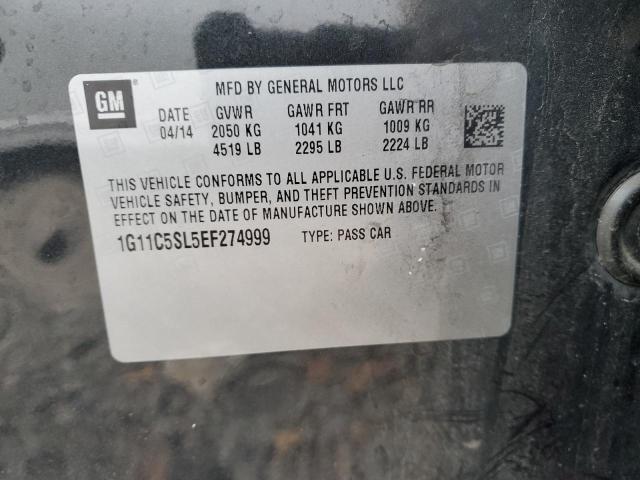 GM
MFD BY GENERAL MOTORS LLC
DATE GVWR GAWR FRT GAWR RR
04/14 2050 KG 1041 KG 1009 KG
4519 LB 2295 LB 2224 LB
THIS VEHICLE CONFORMS TO ALL APPLICABLE U.S. FEDERAL MOTOR
VEHICLE SAFETY, BUMPER, AND THEFT PREVENTION STANDARDS IN
EFFECT ON THE DATE OF MANUFACTURE SHOWN ABOVE.
1G11C5SL5EF274999 TYPE: PASS CAR